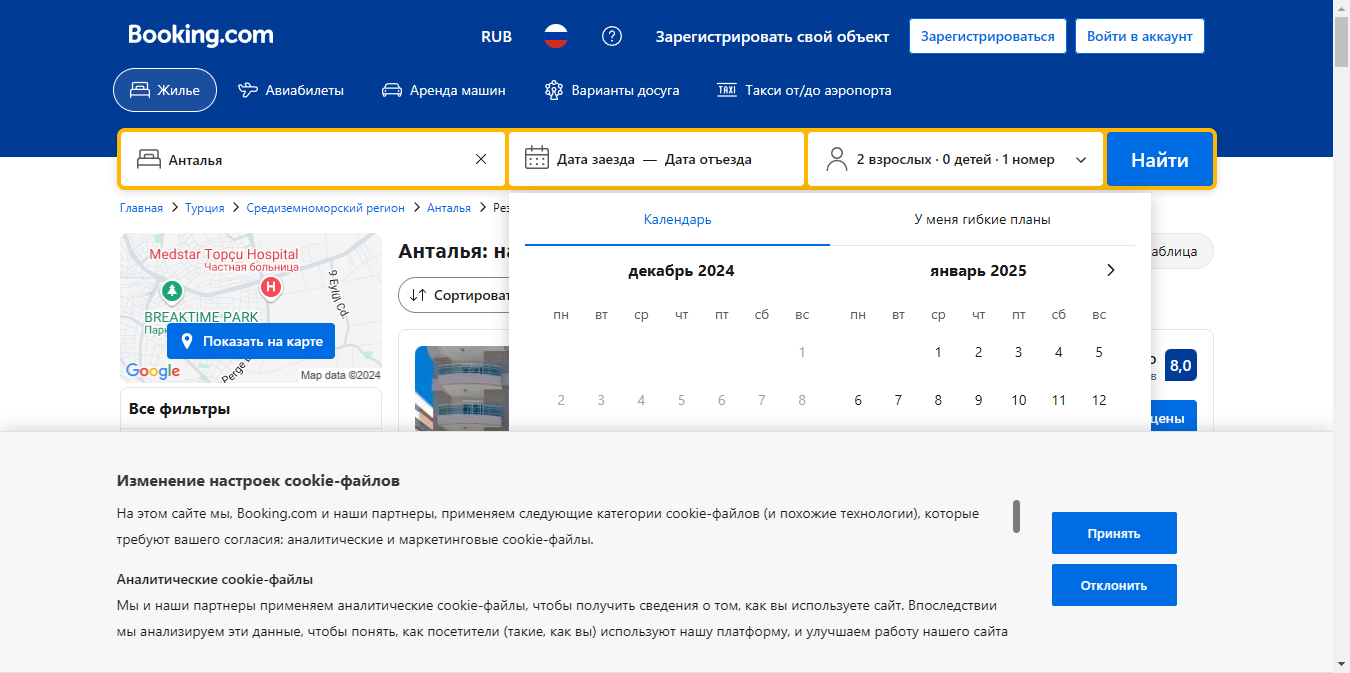 Booking.com
RUB
Зарегистрировать свой объект
Зарегистрироваться
Войти в аккаунт
Жилье
Авиабилеты
Аренда машин
Варианты досуга
TAXI Такси от/до аэропорта
Анталья
Дата заезда — Дата отъезда
2 взрослых · 0 детей · 1 номер
Найти
Главная > Турция > Средиземноморский регион > Анталья > Рез
Календарь
У меня гибкие планы
декабрь 2024
январь 2025
пн вт ср чт пт сб вс
пн вт ср чт пт сб вс
1
1 2 3 4 5
2 3 4 5 6 7 8
6 7 8 9 10 11 12
Medstar Topçu Hospital
Частная больница
H
9 Eylül Cd.
BREAKTIME PARK
Парк
Показать на карте
Perge
Google
Map data ©2024
Все фильтры
Анталья: на
аблица
Сортироват
8,0
цены
Изменение настроек cookie-файлов
На этом сайте мы, Booking.com и наши партнеры, применяем следующие категории cookie-файлов (и похожие технологии), которые
требуют вашего согласия: аналитические и маркетинговые cookie-файлы.
Аналитические cookie-файлы
Мы и наши партнеры применяем аналитические cookie-файлы, чтобы получить сведения о том, как вы используете сайт. Впоследствии
мы анализируем эти данные, чтобы понять, как посетители (такие, как вы) используют нашу платформу, и улучшаем работу нашего сайта
Принять
Отклонить